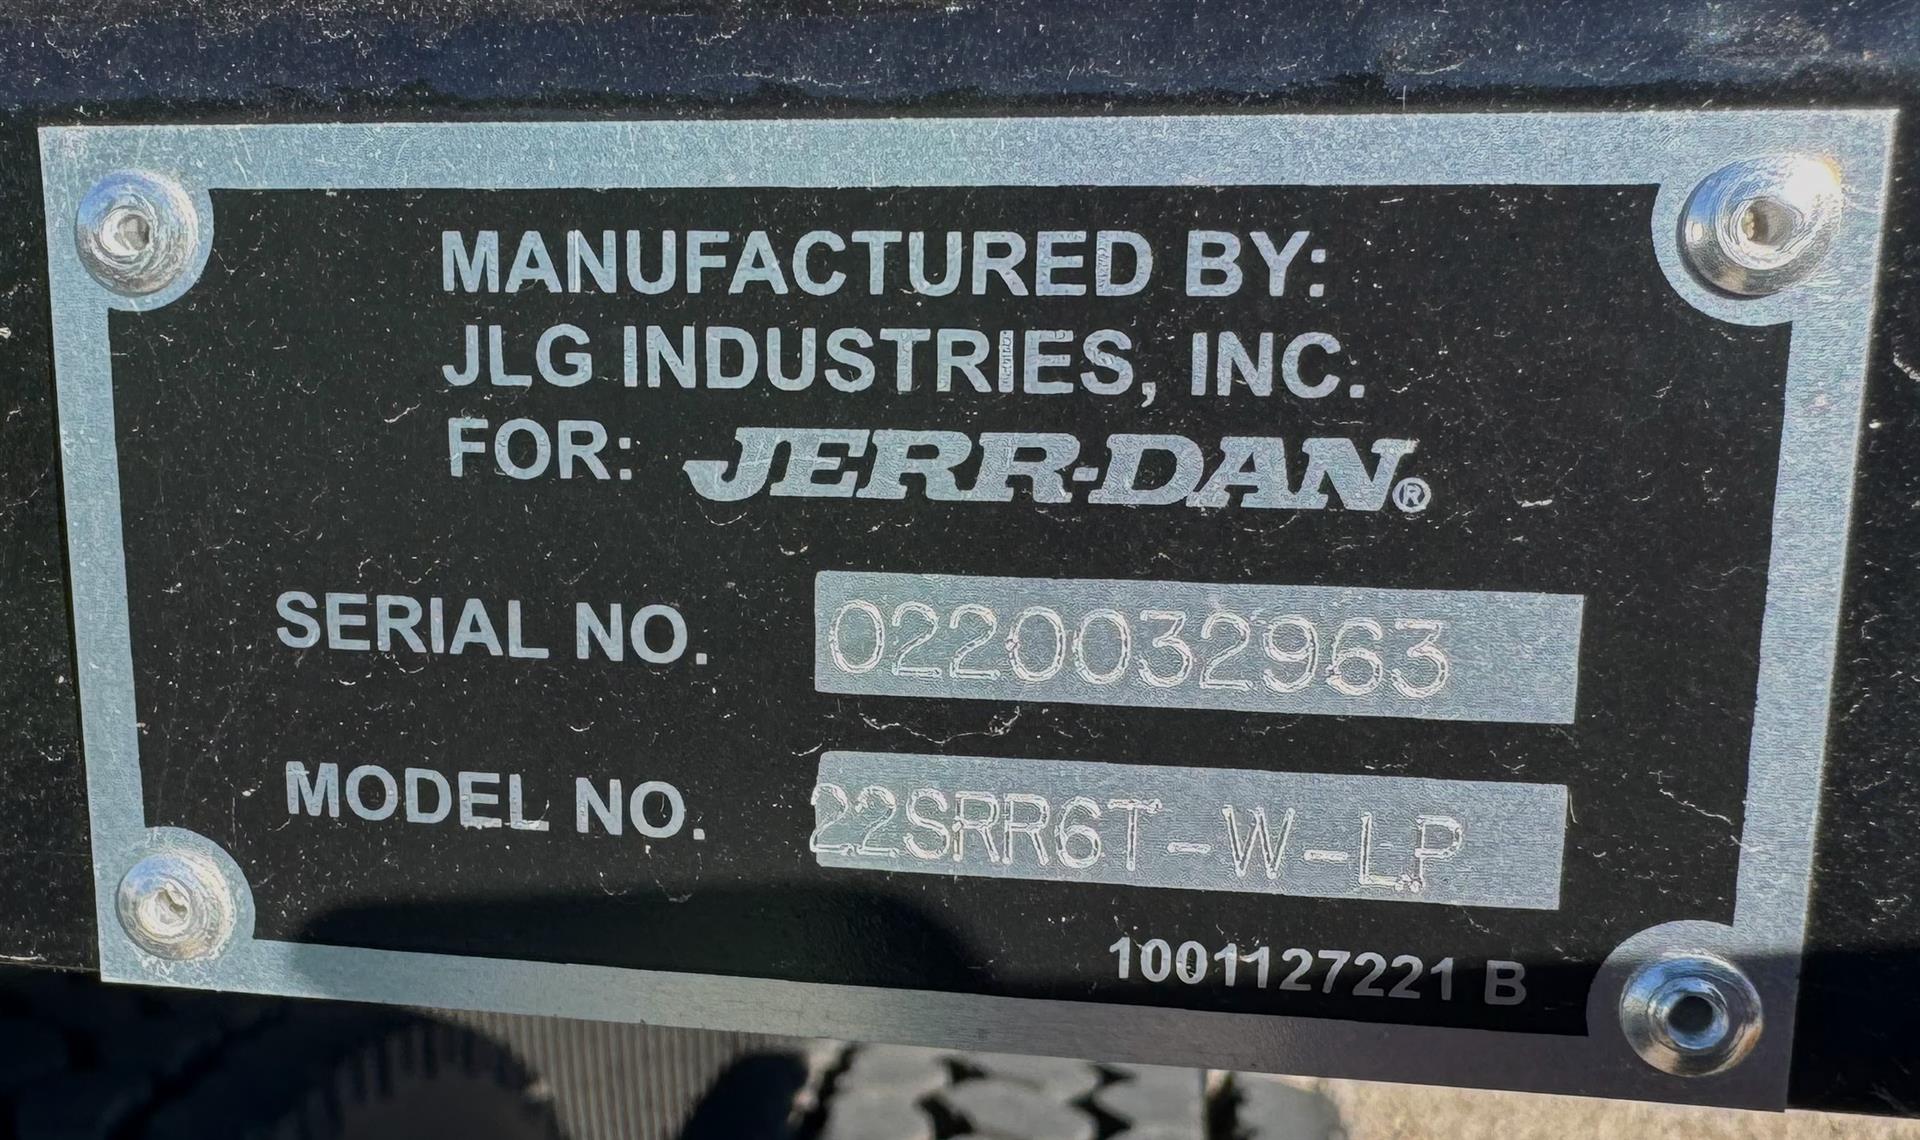 MANUFACTURED BY:
JLG INDUSTRIES, INC.
FOR: JERR-DAN®
SERIAL NO. 0220032963
MODEL NO. 22SRR6T-W-LP
1001127221 B